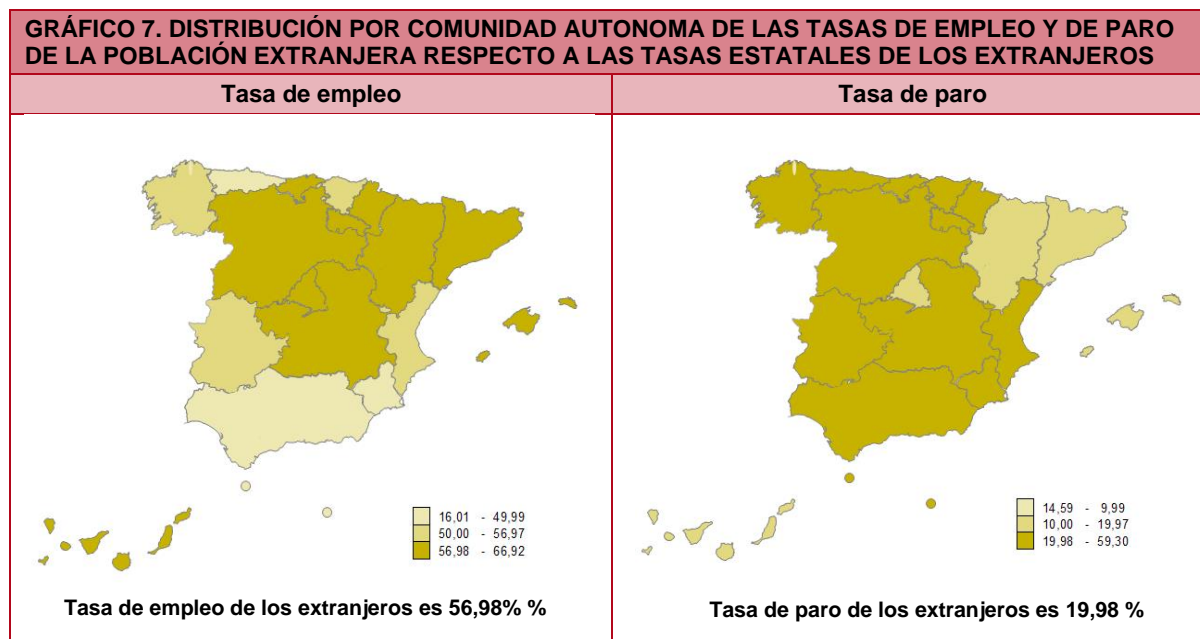 GRÁFICO 7. DISTRIBUCIÓN POR COMUNIDAD AUTONOMA DE LAS TASAS DE EMPLEO Y DE PARO
DE LA POBLACIÓN EXTRANJERA RESPECTO A LAS TASAS ESTATALES DE LOS EXTRANJEROS
Tasa de empleo
Tasa de paro
16,01 - 49,99
50,00 - 56,97
56,98 - 66,92
14,59 - 9,99
10,00 - 19,97
19,98 - 59,30
Tasa de empleo de los extranjeros es 56,98% %
Tasa de paro de los extranjeros es 19,98 %